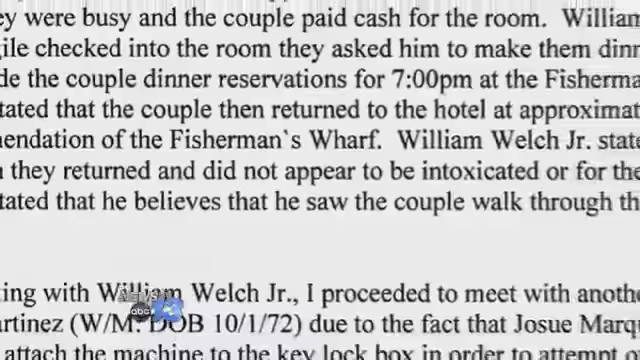 ey were busy and the couple paid cash for the room. William
gile checked into the room they asked him to make them dinn
de the couple dinner reservations for 7:00pm at the Fisherma
tated that the couple then returned to the hotel at approximat
nendation of the Fisherman`s Wharf. William Welch Jr. state
n they returned and did not appear to be intoxicated or for the
tated that he believes that he saw the couple walk through th
ting with William Welch Jr., I proceeded to meet with anothe
NEWS
abc
artinez (W/M: DOB 10/1/72) due to the fact that Josue Marqu
attach the machine to the key lock box in order to attempt o